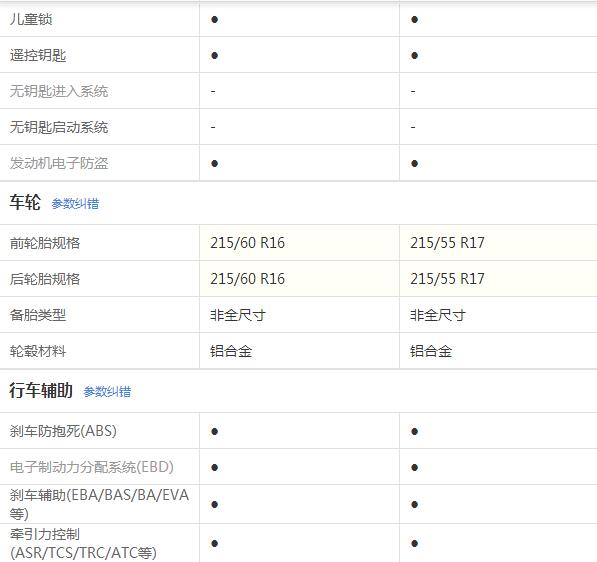 儿童锁 ● ●
遥控钥匙 ● ●
无钥匙进入系统 - -
无钥匙启动系统 - -
发动机电子防盗 ● ●
车轮 参数纠错
前轮胎规格 215/60 R16 215/55 R17
后轮胎规格 215/60 R16 215/55 R17
备胎类型 非全尺寸 非全尺寸
轮毂材料 铝合金 铝合金
行车辅助 参数纠错
刹车防抱死(ABS) ● ●
电子制动力分配系统(EBD) ● ●
刹车辅助(EBA/BAS/BA/EVA
等) ● ●
牵引力控制
(ASR/TCS/TRC/ATC等) ● ●